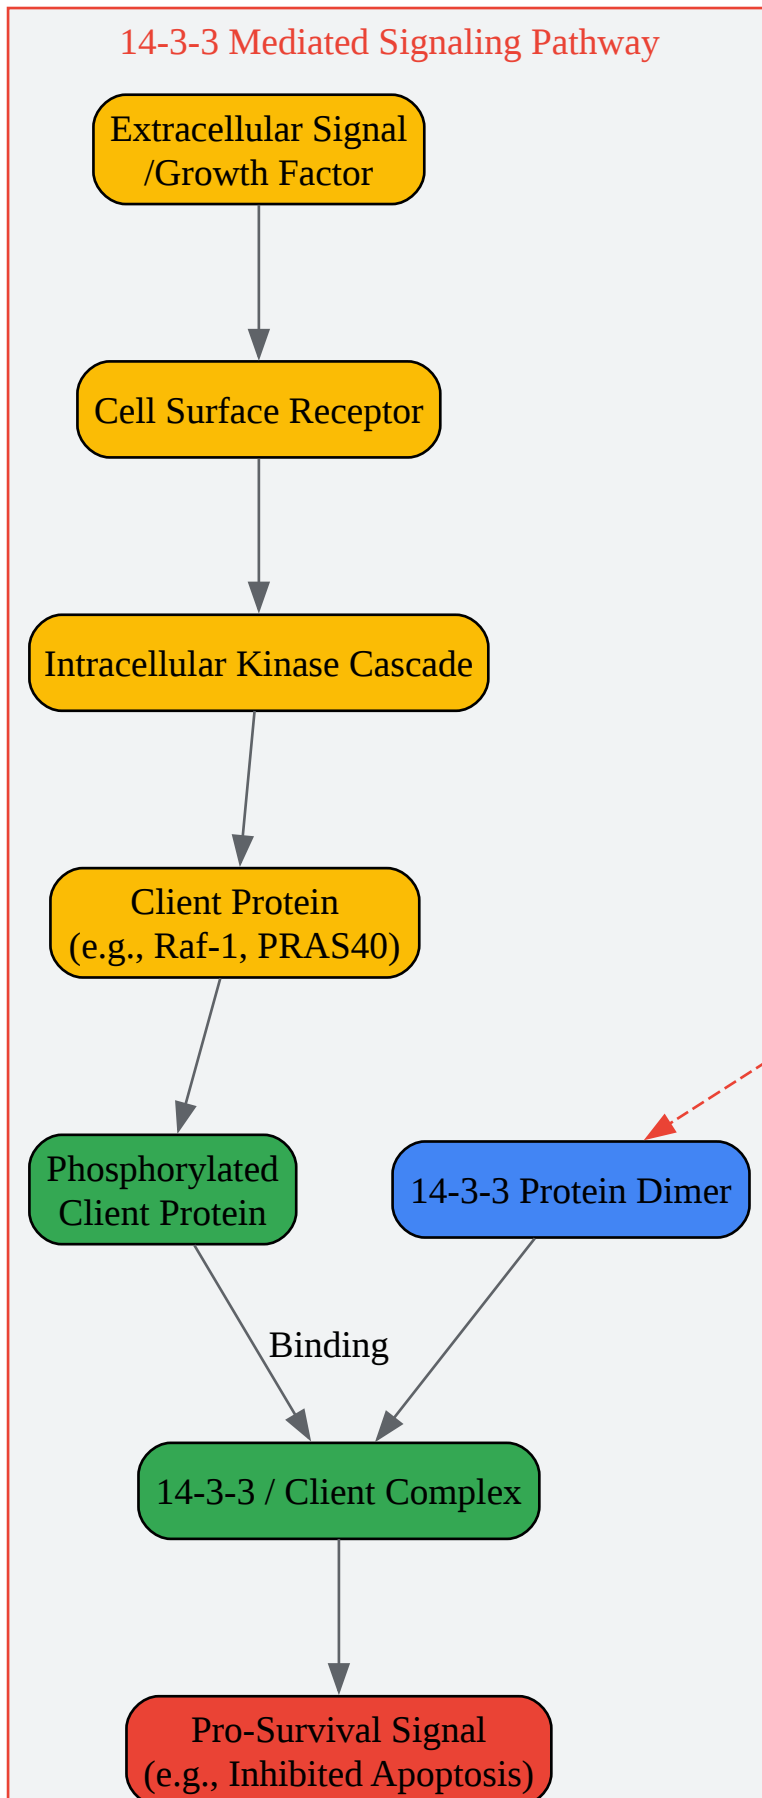 14-3-3 Mediated Signaling Pathway
Extracellular Signal
/Growth Factor
Cell Surface Receptor
Intracellular Kinase Cascade
Client Protein
(e.g., Raf-1, PRAS40)
Phosphorylated
Client Protein
14-3-3 Protein Dimer
Binding
14-3-3 / Client Complex
Pro-Survival Signal
(e.g., Inhibited Apoptosis)